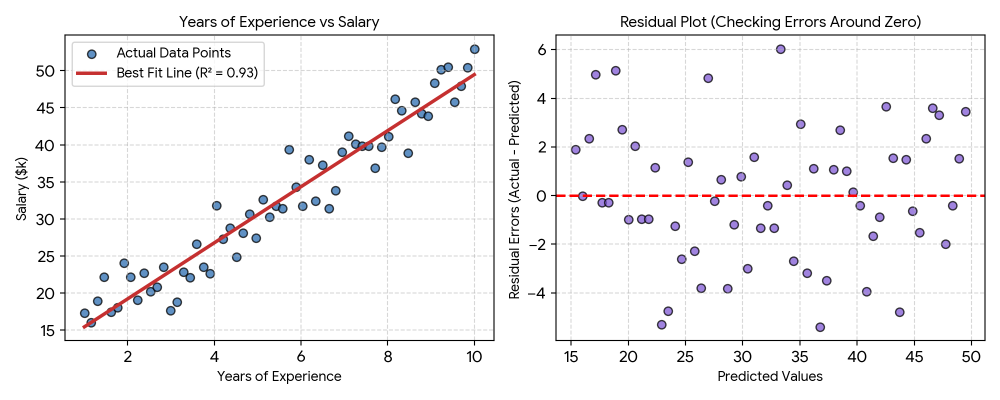 Years of Experience vs Salary
Actual Data Points
Best Fit Line (R² = 0.93)
Salary ($k)
50
45
40
35
30
25
20
15
2 4 6 8 10
Years of Experience
Residual Plot (Checking Errors Around Zero)
Residual Errors (Actual - Predicted)
6
4
2
0
−2
−4
15 20 25 30 35 40 45 50
Predicted Values